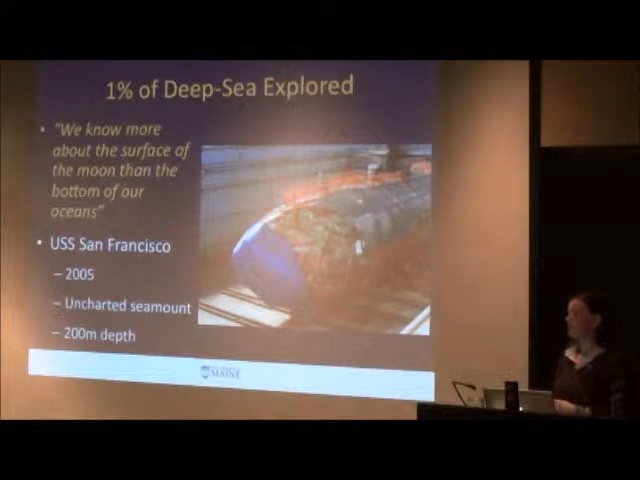 1% of Deep-Sea Explored
• "We know more
about the surface of
the moon than the
bottom of our
oceans"
• USS San Francisco
– 2005
– Uncharted seamount
– 200m depth
MAINE